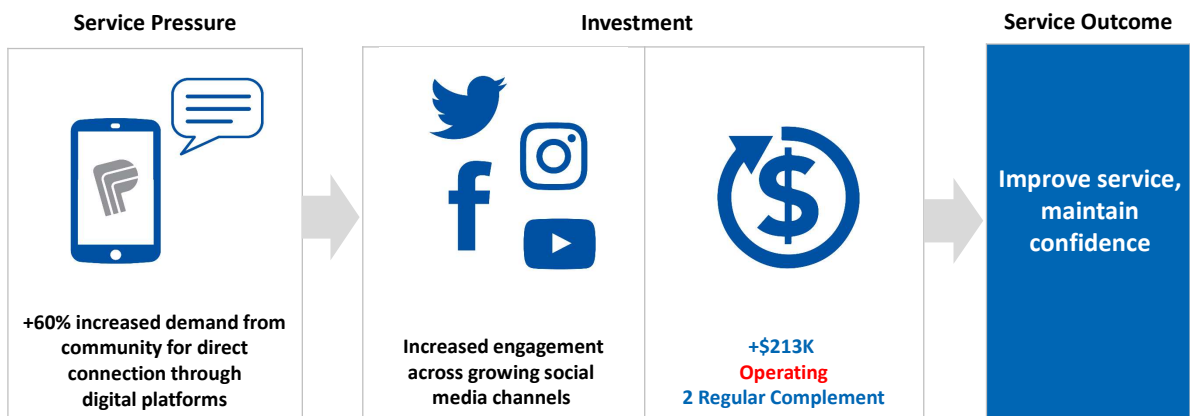 Service Pressure
Investment
Service Outcome
+60% increased demand from
community for direct
connection through
digital platforms
Increased engagement
across growing social
media channels
+$213K
Operating
2 Regular Complement
Improve service,
maintain
confidence